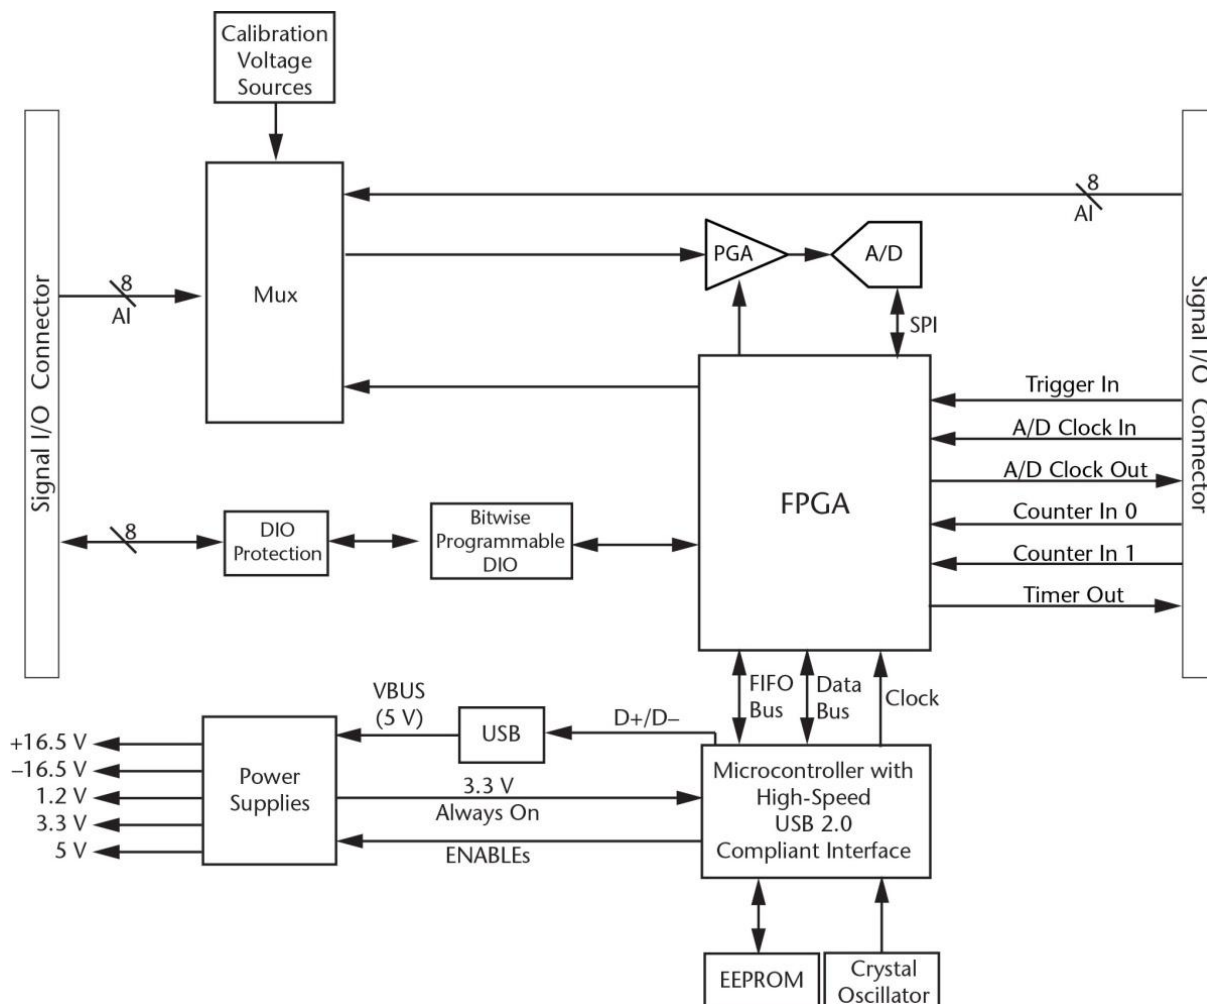 Calibration
Voltage
Sources
Signal I/O Connector
8
AI
Mux
8
AI
PGA
A/D
SPI
Signal I/O Connector
FPGA
Trigger In
A/D Clock In
A/D Clock Out
Counter In 0
Counter In 1
Timer Out
8
DIO
Protection
Bitwise
Programmable
DIO
FIFO
Bus
Data
Bus
Clock
VBUS
(5 V)
USB
D+/D–
+16.5 V
–16.5 V
1.2 V
3.3 V
5 V
Power
Supplies
3.3 V
Always On
ENABLEs
Microcontroller with
High-Speed
USB 2.0
Compliant Interface
EEPROM
Crystal
Oscillator